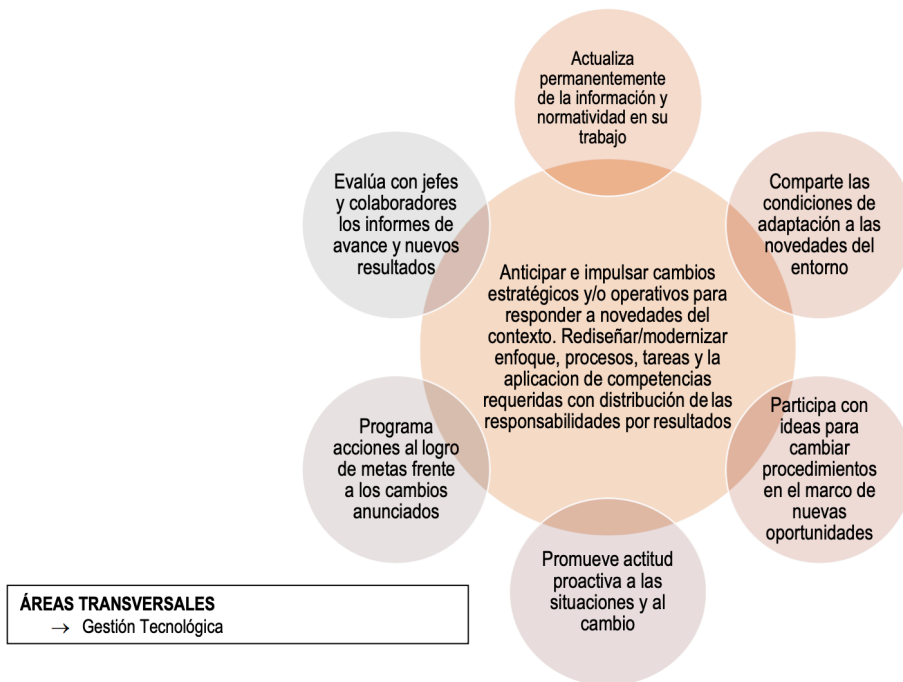 Actualiza
permanentemente
de la información y
normatividad en su
trabajo
Comparte las
condiciones de
adaptación a las
novedades del
entorno
Participa con
ideas para
cambiar
procedimientos
en el marco de
nuevas
oportunidades
Promueve actitud
proactiva a las
situaciones y al
cambio
Programa
acciones al logro
de metas frente
a los cambios
anunciados
Evalúa con jefes
y colaboradores
los informes de
avance y nuevos
resultados
Anticipar e impulsar cambios
estratégicos y/o operativos para
responder a novedades del
contexto. Rediseñar/modernizar
enfoque, procesos, tareas y la
aplicacion de competencias
requeridas con distribución de las
responsabilidades por resultados
ÁREAS TRANSVERSALES
→ Gestión Tecnológica